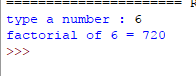 ====================== R
type a number : 6
factorial of 6 = 720
>>>